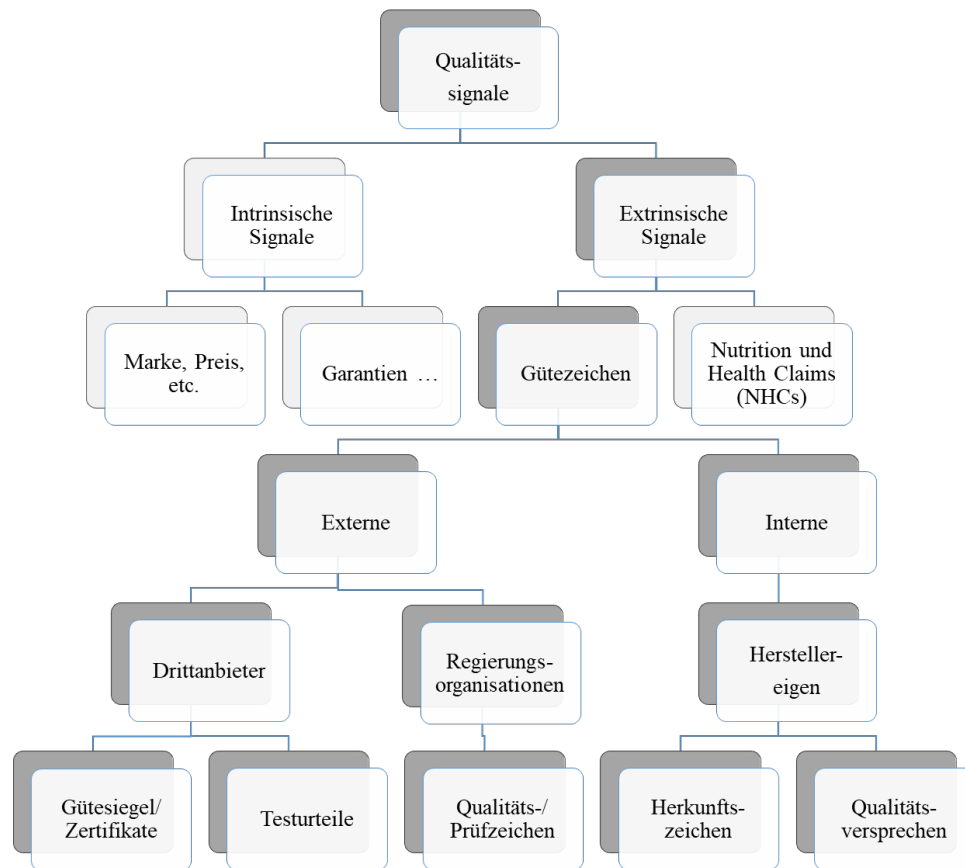 Qualitäts-
signale
Intrinsische
Signale
Extrinsische
Signale
Marke, Preis,
etc.
Garantien …
Gütezeichen
Nutrition und
Health Claims
(NHCs)
Externe
Interne
Drittanbieter
Regierungs-
organisationen
Hersteller-
eigen
Gütesiegel/
Zertifikate
Testurteile
Qualitäts-/
Prüfzeichen
Herkunfts-
zeichen
Qualitäts-
versprechen